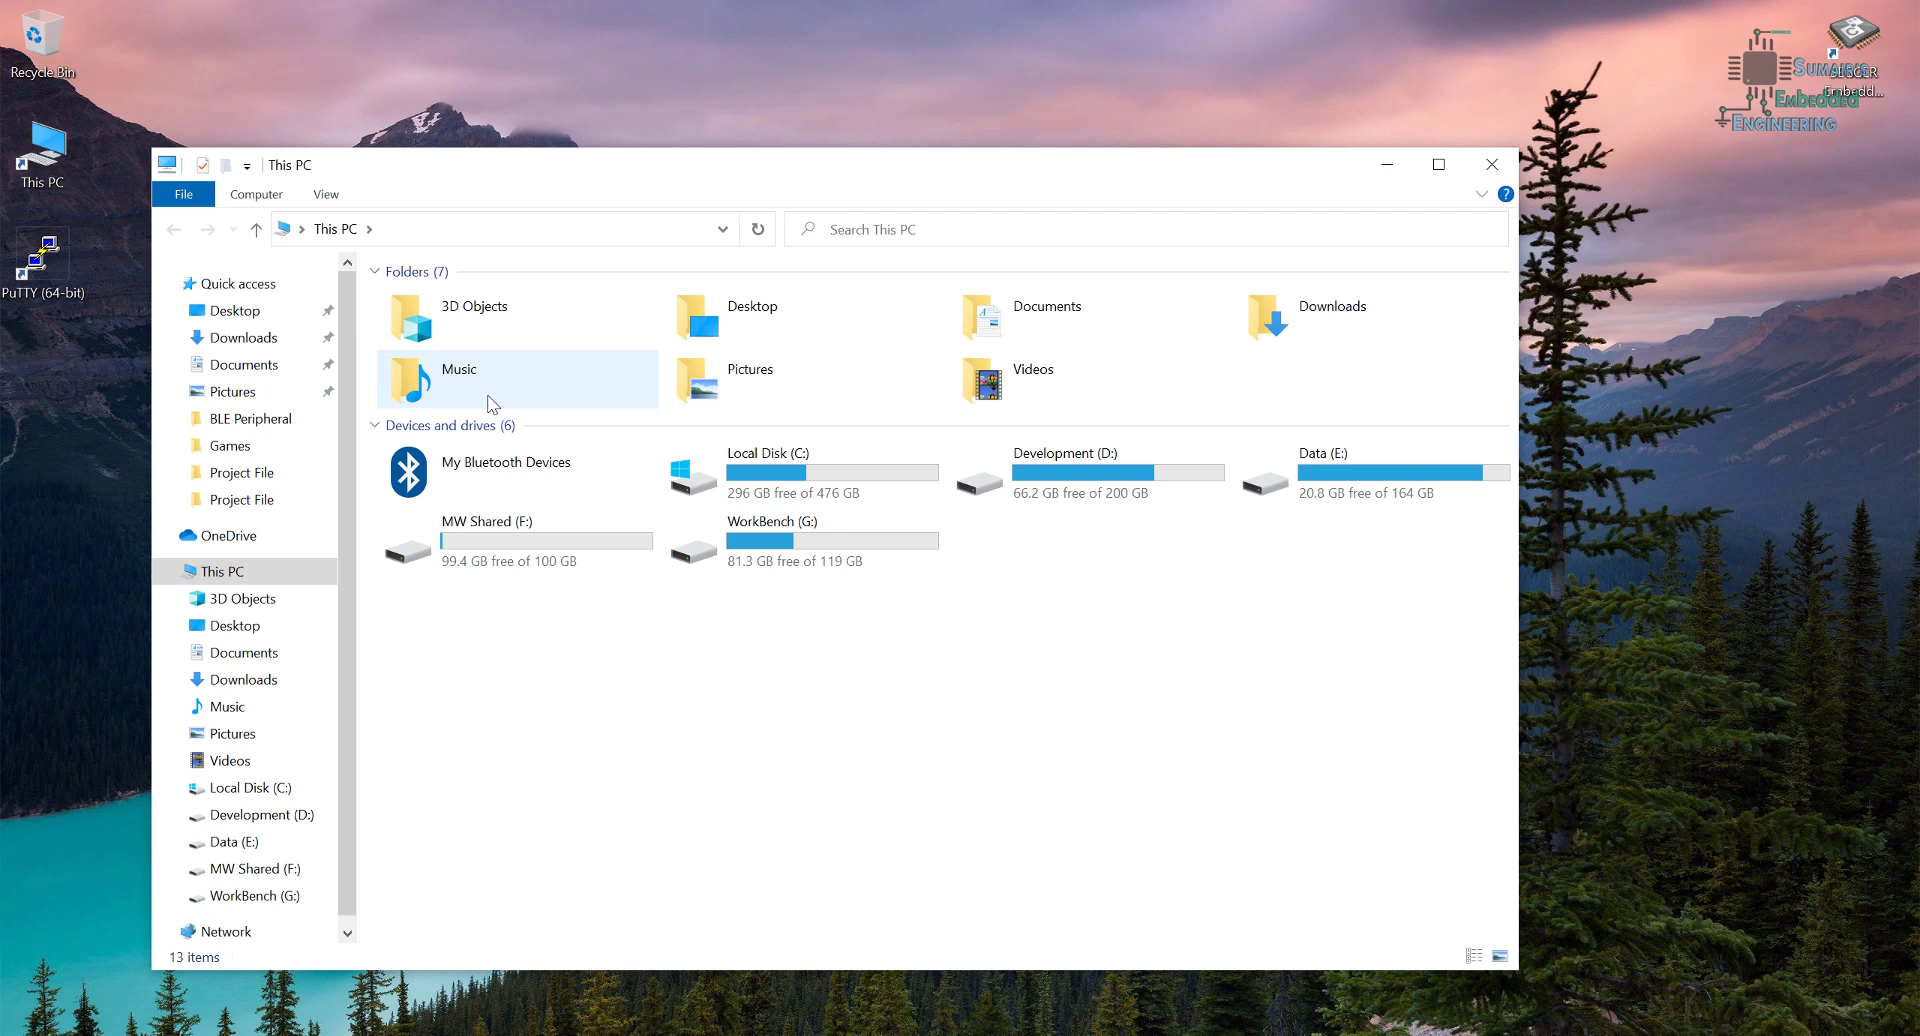 Recycle Bin
This PC
PuTTY (64-bit)
SUMAIR'S
Embedded
ENGINEERING
Embedd...
This PC
File
Computer
View
?
This PC
Search This PC
Quick access
Desktop
Downloads
Documents
Pictures
BLE Peripheral
Games
Project File
Project File
OneDrive
This PC
3D Objects
Desktop
Documents
Downloads
Music
Pictures
Videos
Local Disk (C:)
Development (D:)
Data (E:)
MW Shared (F:)
WorkBench (G:)
Network
13 items
Folders (7)
3D Objects
Desktop
Documents
Downloads
Music
Pictures
Videos
Devices and drives (6)
My Bluetooth Devices
Local Disk (C:)
296 GB free of 476 GB
Development (D:)
66.2 GB free of 200 GB
Data (E:)
20.8 GB free of 164 GB
MW Shared (F:)
99.4 GB free of 100 GB
WorkBench (G:)
81.3 GB free of 119 GB